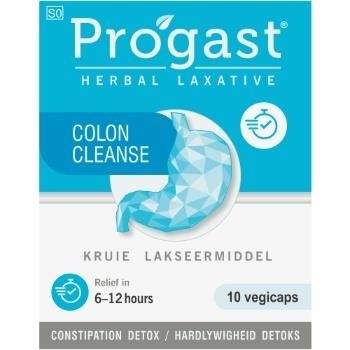 S0
Progast®
HERBAL LAXATIVE
COLON
CLEANSE
KRUIE LAKSEERMIDDEL
Relief in
6–12 hours
10 vegicaps
CONSTIPATION DETOX / HARDLYWIGHEID DETOKS